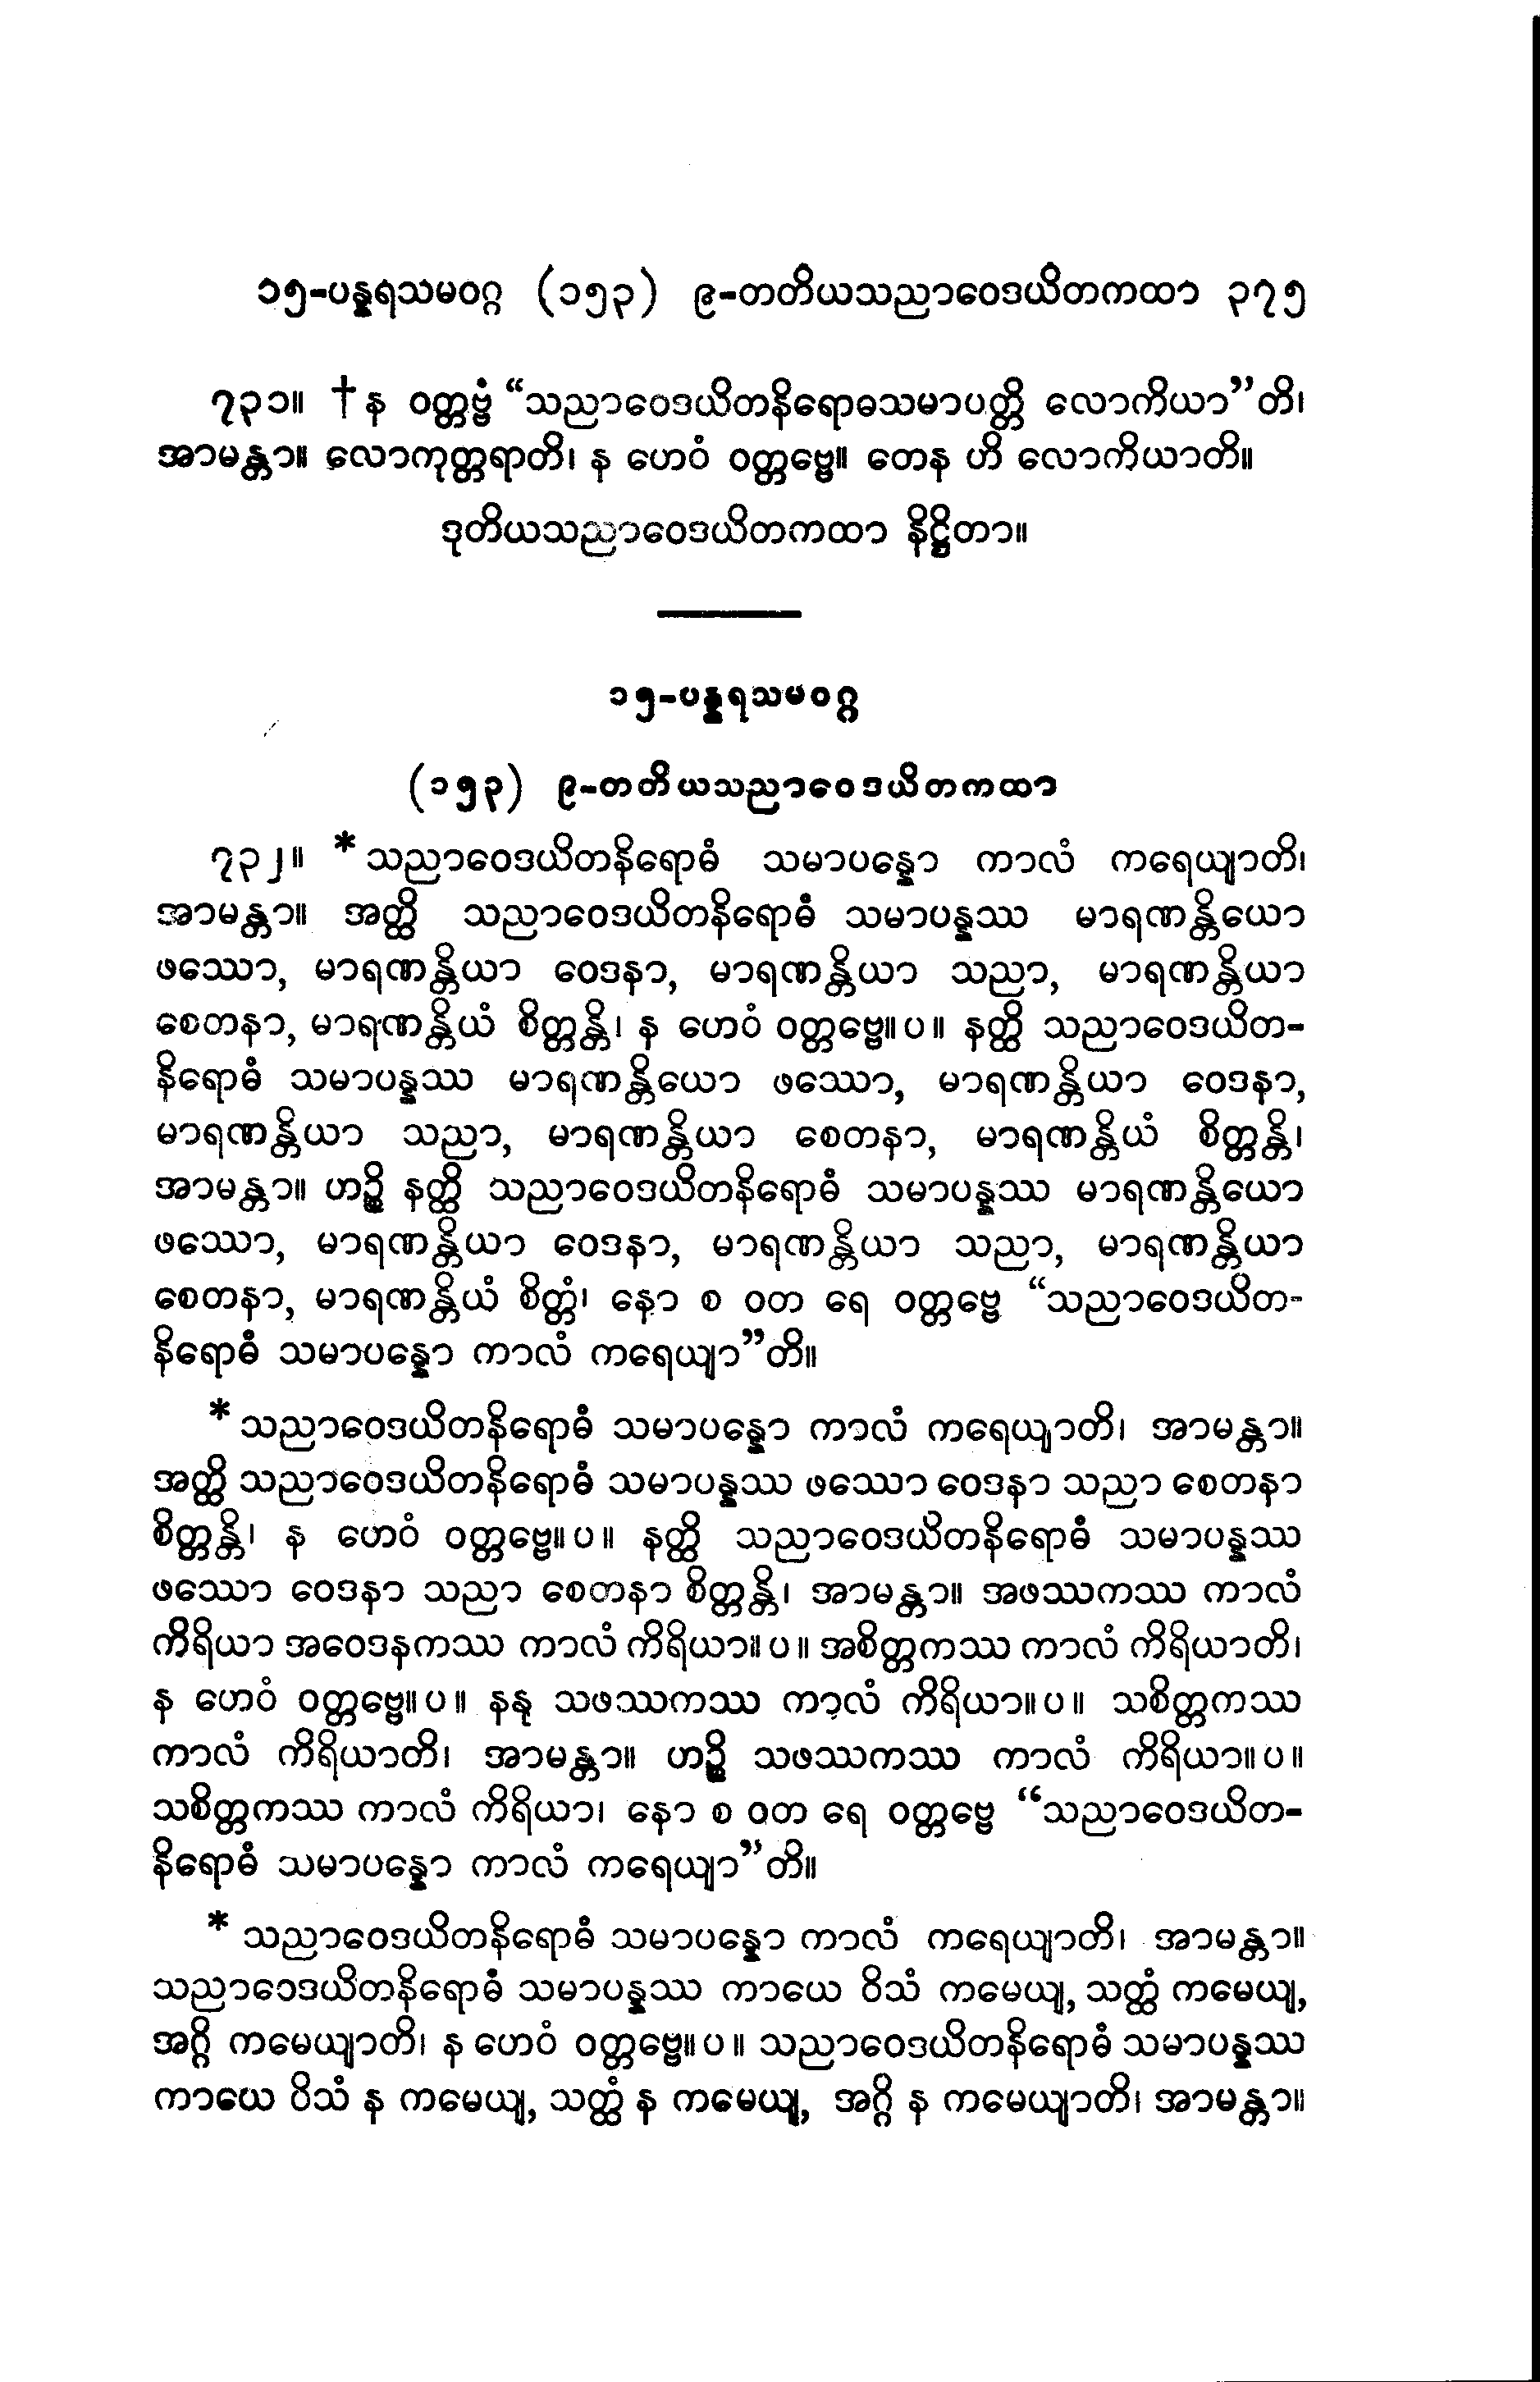 ၁၅-ပန္နရသမဝဂ္ဂ (၁၅၃) ၉-တတိယသညာဝေဒယိတကထာ ၃၇၅
၇၃၁။ †န ဝတ္တဗ္ဗံ “သညာဝေဒယိတနိရောဓသမာပတ္တိ လောကိယာ”တိ၊
အာမန္တာ။ လောကုတ္တရာတိ၊ န ဟေဝံ ဝတ္တဗ္ဗေ။ တေန ဟိ လောကိယာတိ။
ဒုတိယသညာဝေဒယိတကထာ နိဋ္ဌိတာ။
၁၅-ပန္နရသမဝဂ္ဂ
(၁၅၃) ၉-တတိယသညာဝေဒယိတကထာ
၇၃၂။ *သညာဝေဒယိတနိရောဓံ သမာပန္နော ကာလံ ကရေယျာတိ၊
အာမန္တာ။ အတ္ထိ သညာဝေဒယိတနိရောဓံ သမာပန္နဿ မာရဏန္တိယော
ဖဿော, မာရဏန္တိယာ ဝေဒနာ, မာရဏန္တိယာ သညာ, မာရဏန္တိယာ
စေတနာ, မာရဏန္တိယံ စိတ္တန္တိ၊ န ဟေဝံ ဝတ္တဗ္ဗေ။ပ။ နတ္ထိ သညာဝေဒယိတ-
နိရောဓံ သမာပန္နဿ မာရဏန္တိယော ဖဿော, မာရဏန္တိယာ ဝေဒနာ,
မာရဏန္တိယာ သညာ, မာရဏန္တိယာ စေတနာ, မာရဏန္တိယံ စိတ္တန္တိ၊
အာမန္တာ။ ဟဉ္စိ နတ္ထိ သညာဝေဒယိတနိရောဓံ သမာပန္နဿ မာရဏန္တိယော
ဖဿော, မာရဏန္တိယာ ဝေဒနာ, မာရဏန္တိယာ သညာ, မာရဏန္တိယာ
စေတနာ, မာရဏန္တိယံ စိတ္တံ၊ နော စ ဝတ ရေ ဝတ္တဗ္ဗေ “သညာဝေဒယိတ-
နိရောဓံ သမာပန္နော ကာလံ ကရေယျာ”တိ။
*သညာဝေဒယိတနိရောဓံ သမာပန္နော ကာလံ ကရေယျာတိ၊ အာမန္တာ။
အတ္ထိ သညာဝေဒယိတနိရောဓံ သမာပန္နဿ ဖဿော ဝေဒနာ သညာ စေတနာ
စိတ္တန္တိ၊ န ဟေဝံ ဝတ္တဗ္ဗေ။ပ။ နတ္ထိ သညာဝေဒယိတနိရောဓံ သမာပန္နဿ
ဖဿော ဝေဒနာ သညာ စေတနာ စိတ္တန္တိ၊ အာမန္တာ။ အဖဿကဿ ကာလံ
ကိရိယာ အဝေဒနကဿ ကာလံ ကိရိယာ။ပ။ အစိတ္တကဿ ကာလံ ကိရိယာတိ၊
န ဟေဝံ ဝတ္တဗ္ဗေ။ပ။ နနု သဖဿကဿ ကာလံ ကိရိယာ။ပ။ သစိတ္တကဿ
ကာလံ ကိရိယာတိ၊ အာမန္တာ။ ဟဉ္စိ သဖဿကဿ ကာလံ ကိရိယာ။ပ။
သစိတ္တကဿ ကာလံ ကိရိယာ၊ နော စ ဝတ ရေ ဝတ္တဗ္ဗေ “သညာဝေဒယိတ-
နိရောဓံ သမာပန္နော ကာလံ ကရေယျာ”တိ။
*သညာဝေဒယိတနိရောဓံ သမာပန္နော ကာလံ ကရေယျာတိ၊ အာမန္တာ။
သညာဝေဒယိတနိရောဓံ သမာပန္နဿ ကာယေ ဝိသံ ကမေယျ, သတ္ထံ ကမေယျ,
အဂ္ဂိ ကမေယျာတိ၊ န ဟေဝံ ဝတ္တဗ္ဗေ။ပ။ သညာဝေဒယိတနိရောဓံ သမာပန္နဿ
ကာယေ ဝိသံ န ကမေယျ, သတ္ထံ န ကမေယျ, အဂ္ဂိ န ကမေယျာတိ၊ အာမန္တာ။